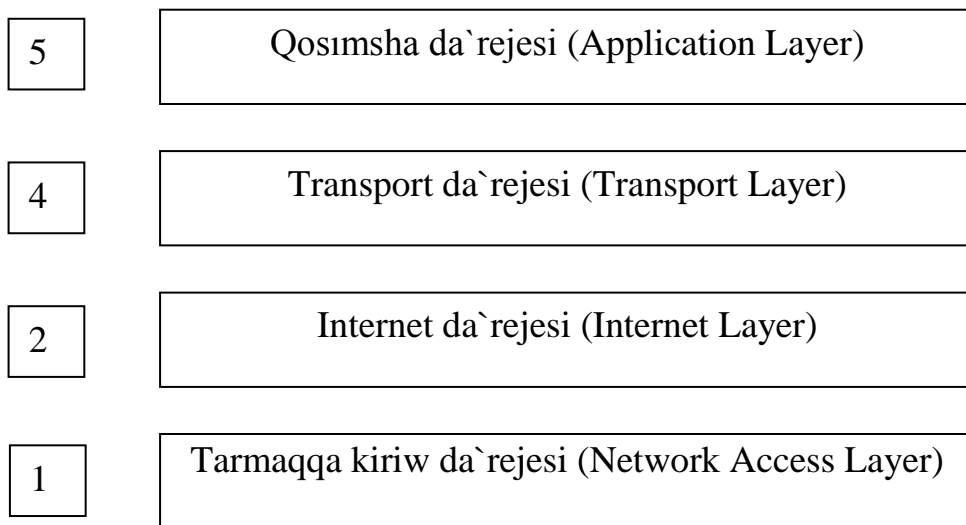 5 Qosımsha da`rejesi (Application Layer)
4 Transport da`rejesi (Transport Layer)
2 Internet da`rejesi (Internet Layer)
1 Tarmaqqa kiriw da`rejesi (Network Access Layer)